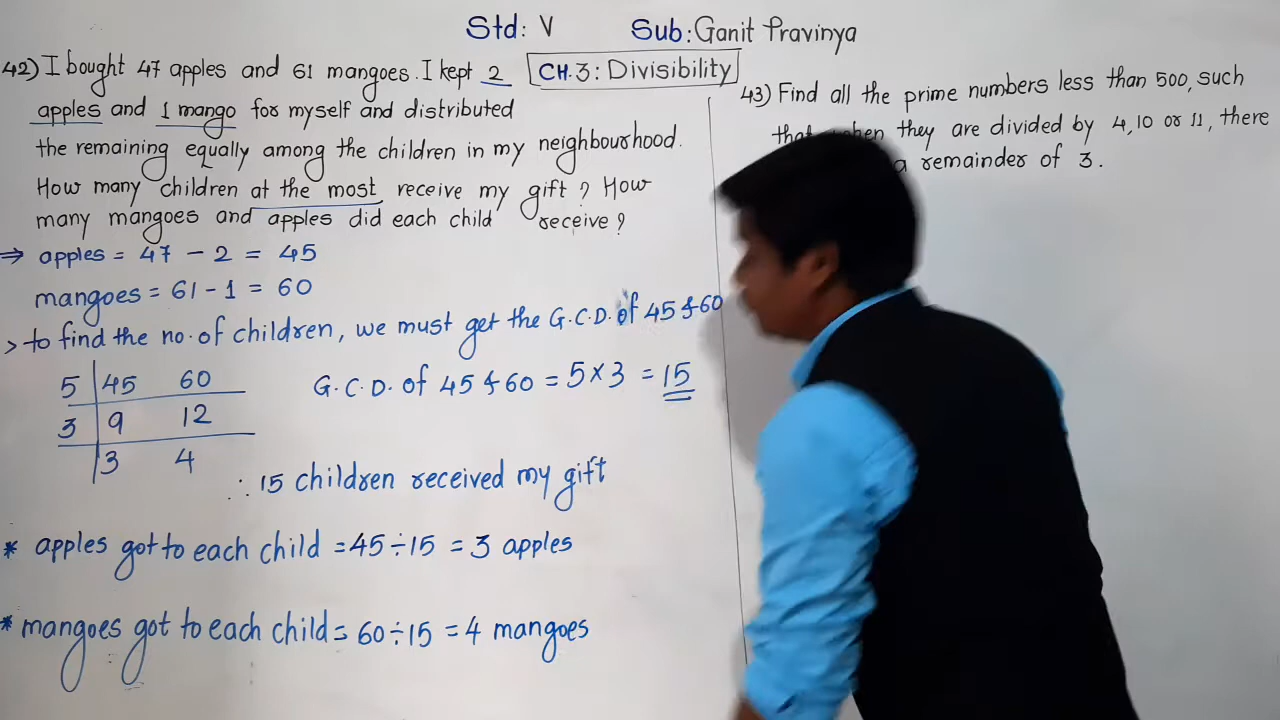 Std: V Sub: Ganit Pravinya
CH.3: Divisibility
42) I bought 47 apples and 61 mangoes. I kept 2
apples and 1 mango for myself and distributed
the remaining equally among the children in my neighbourhood.
How many children at the most receive my gift? How
many mangoes and apples did each child receive?
⇒ apples = 47 - 2 = 45
mangoes = 61 - 1 = 60
> to find the no. of children, we must get the G.C.D. of 45 & 60
5 | 45 60
3 | 9 12
| 3 4
G.C.D. of 45 & 60 = 5 × 3 = 15
∴ 15 children received my gift
* apples got to each child = 45 ÷ 15 = 3 apples
* mangoes got to each child = 60 ÷ 15 = 4 mangoes
43) Find all the prime numbers less than 500, such
they are divided by 4, 10 or 11, there
a remainder of 3.